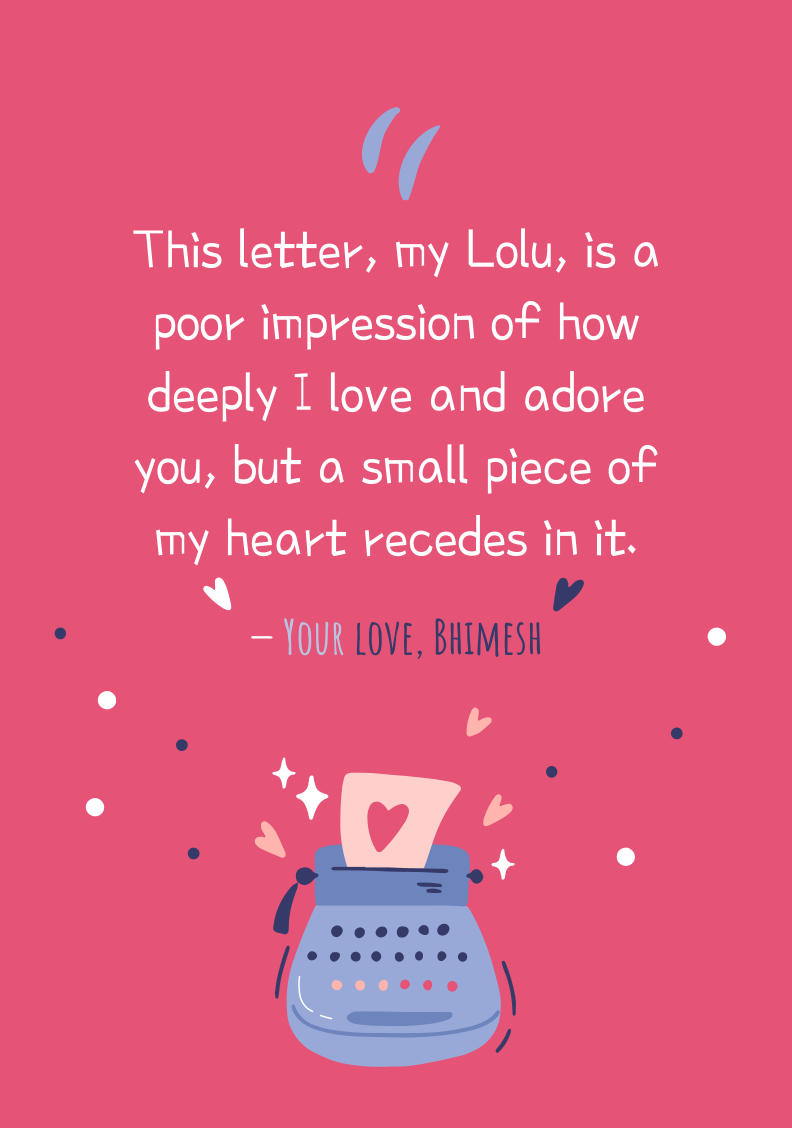 This letter, my Lolu, is a
poor impression of how
deeply I love and adore
you, but a small piece of
my heart recedes in it.
– Your love, Bhimesh